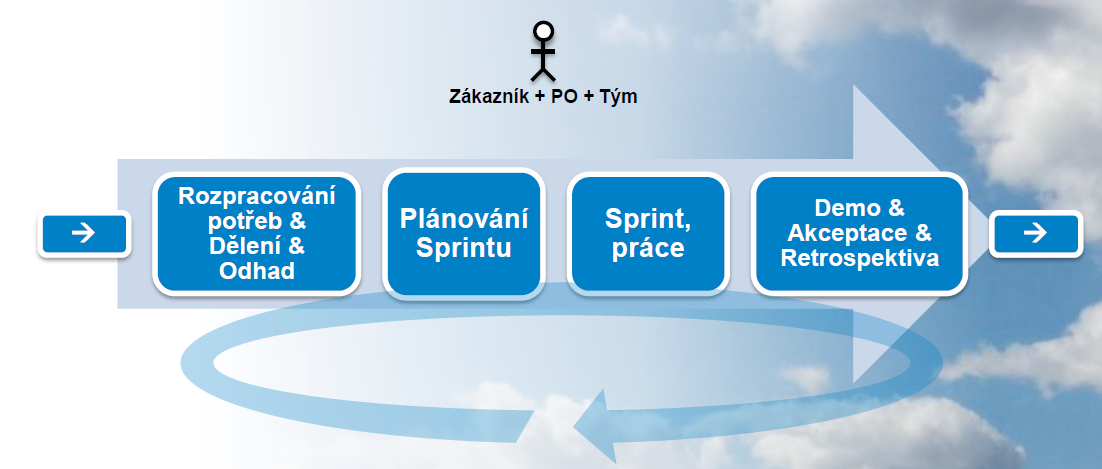 Zákazník + PO + Tým
Rozpracování
potřeb &
Dělení &
Odhad
Plánování
Sprintu
Sprint,
práce
Demo &
Akceptace &
Retrospektiva